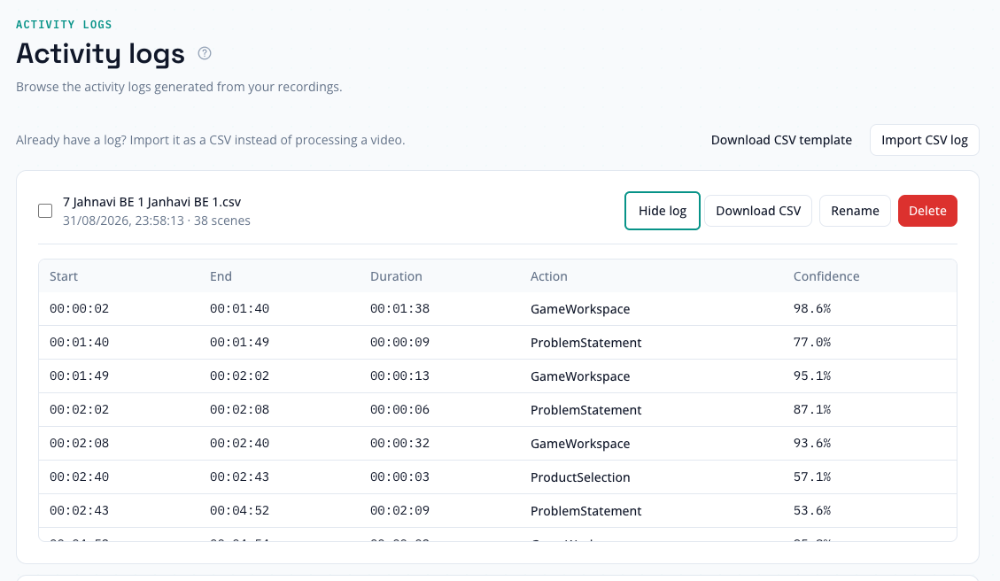 ACTIVITY LOGS
Activity logs ?
Browse the activity logs generated from your recordings.
Already have a log? Import it as a CSV instead of processing a video. Download CSV template Import CSV log
7 Jahnavi BE 1 Janhavi BE 1.csv
31/08/2026, 23:58:13 · 38 scenes
Hide log Download CSV Rename Delete
Start End Duration Action Confidence
00:00:02 00:01:40 00:01:38 GameWorkspace 98.6%
00:01:40 00:01:49 00:00:09 ProblemStatement 77.0%
00:01:49 00:02:02 00:00:13 GameWorkspace 95.1%
00:02:02 00:02:08 00:00:06 ProblemStatement 87.1%
00:02:08 00:02:40 00:00:32 GameWorkspace 93.6%
00:02:40 00:02:43 00:00:03 ProductSelection 57.1%
00:02:43 00:04:52 00:02:09 ProblemStatement 53.6%